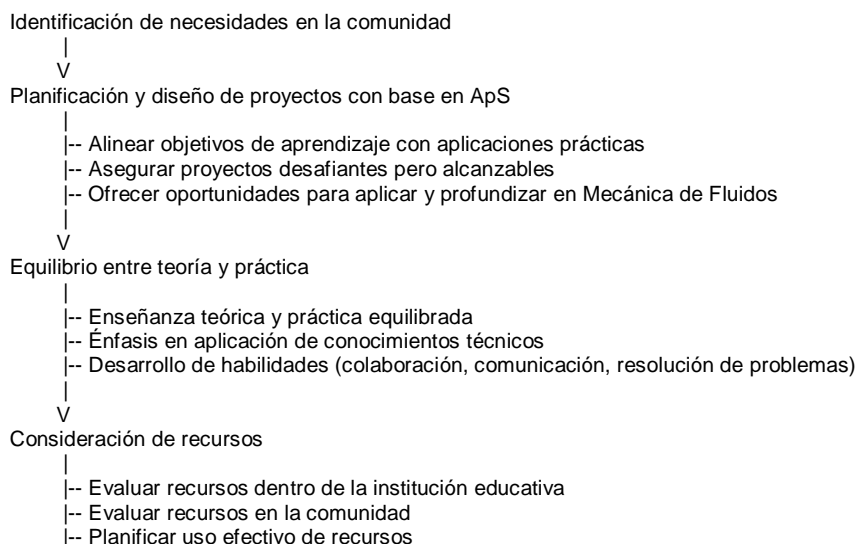 Identificación de necesidades en la comunidad
|
V
Planificación y diseño de proyectos con base en ApS
|
|-- Alinear objetivos de aprendizaje con aplicaciones prácticas
|-- Asegurar proyectos desafiantes pero alcanzables
|-- Ofrecer oportunidades para aplicar y profundizar en Mecánica de Fluidos
|
V
Equilibrio entre teoría y práctica
|
|-- Enseñanza teórica y práctica equilibrada
|-- Énfasis en aplicación de conocimientos técnicos
|-- Desarrollo de habilidades (colaboración, comunicación, resolución de problemas)
|
V
Consideración de recursos
|
|-- Evaluar recursos dentro de la institución educativa
|-- Evaluar recursos en la comunidad
|-- Planificar uso efectivo de recursos